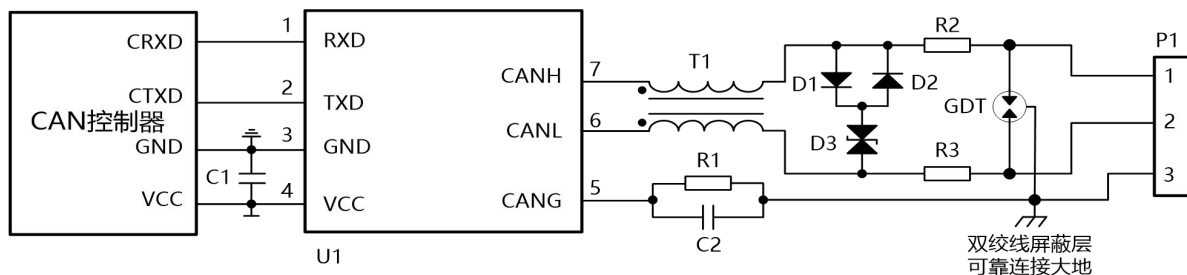 CAN控制器
CRXD
CTXD
GND
VCC
C1
1
2
3
4
RXD
TXD
GND
VCC
CANH
CANL
CANG
U1
7
6
5
T1
R1
C2
D1
D2
D3
R2
R3
GDT
P1
1
2
3
双绞线屏蔽层
可靠连接大地